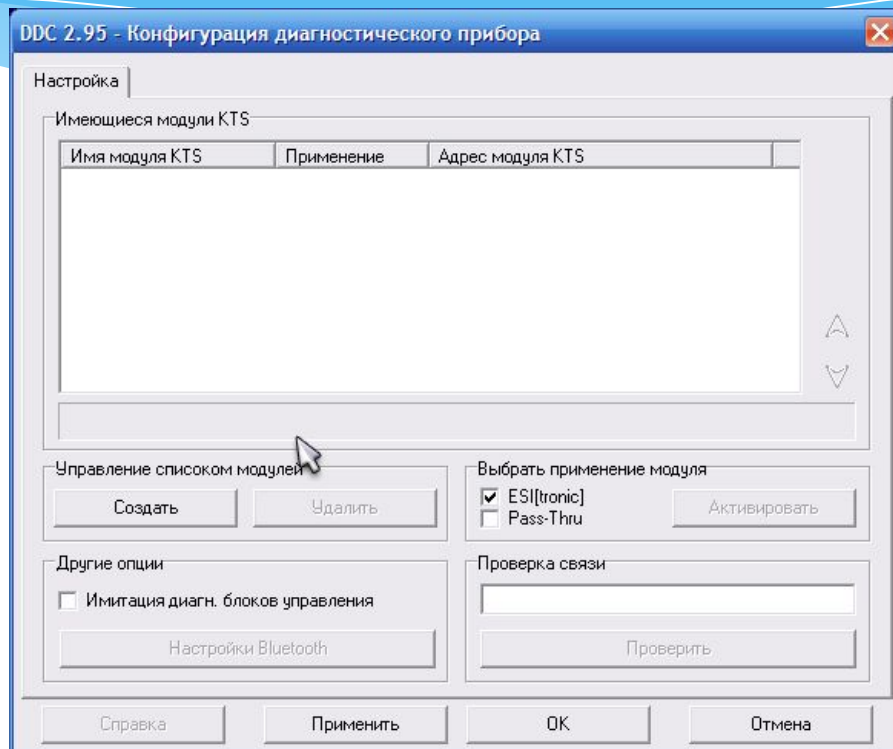 DDC 2.95 - Конфигурация диагностического прибора
Настройка
Имеющиеся модули KTS
Имя модуля KTS Применение Адрес модуля KTS
Управление списоком модулей
Создать Удалить
Выбрать применение модуля
ESI[tronic]
Pass-Thru
Активировать
Другие опции
Имитация диагн. блоков управления
Настройки Bluetooth
Проверка связи
Проверить
Справка Применить OK Отмена